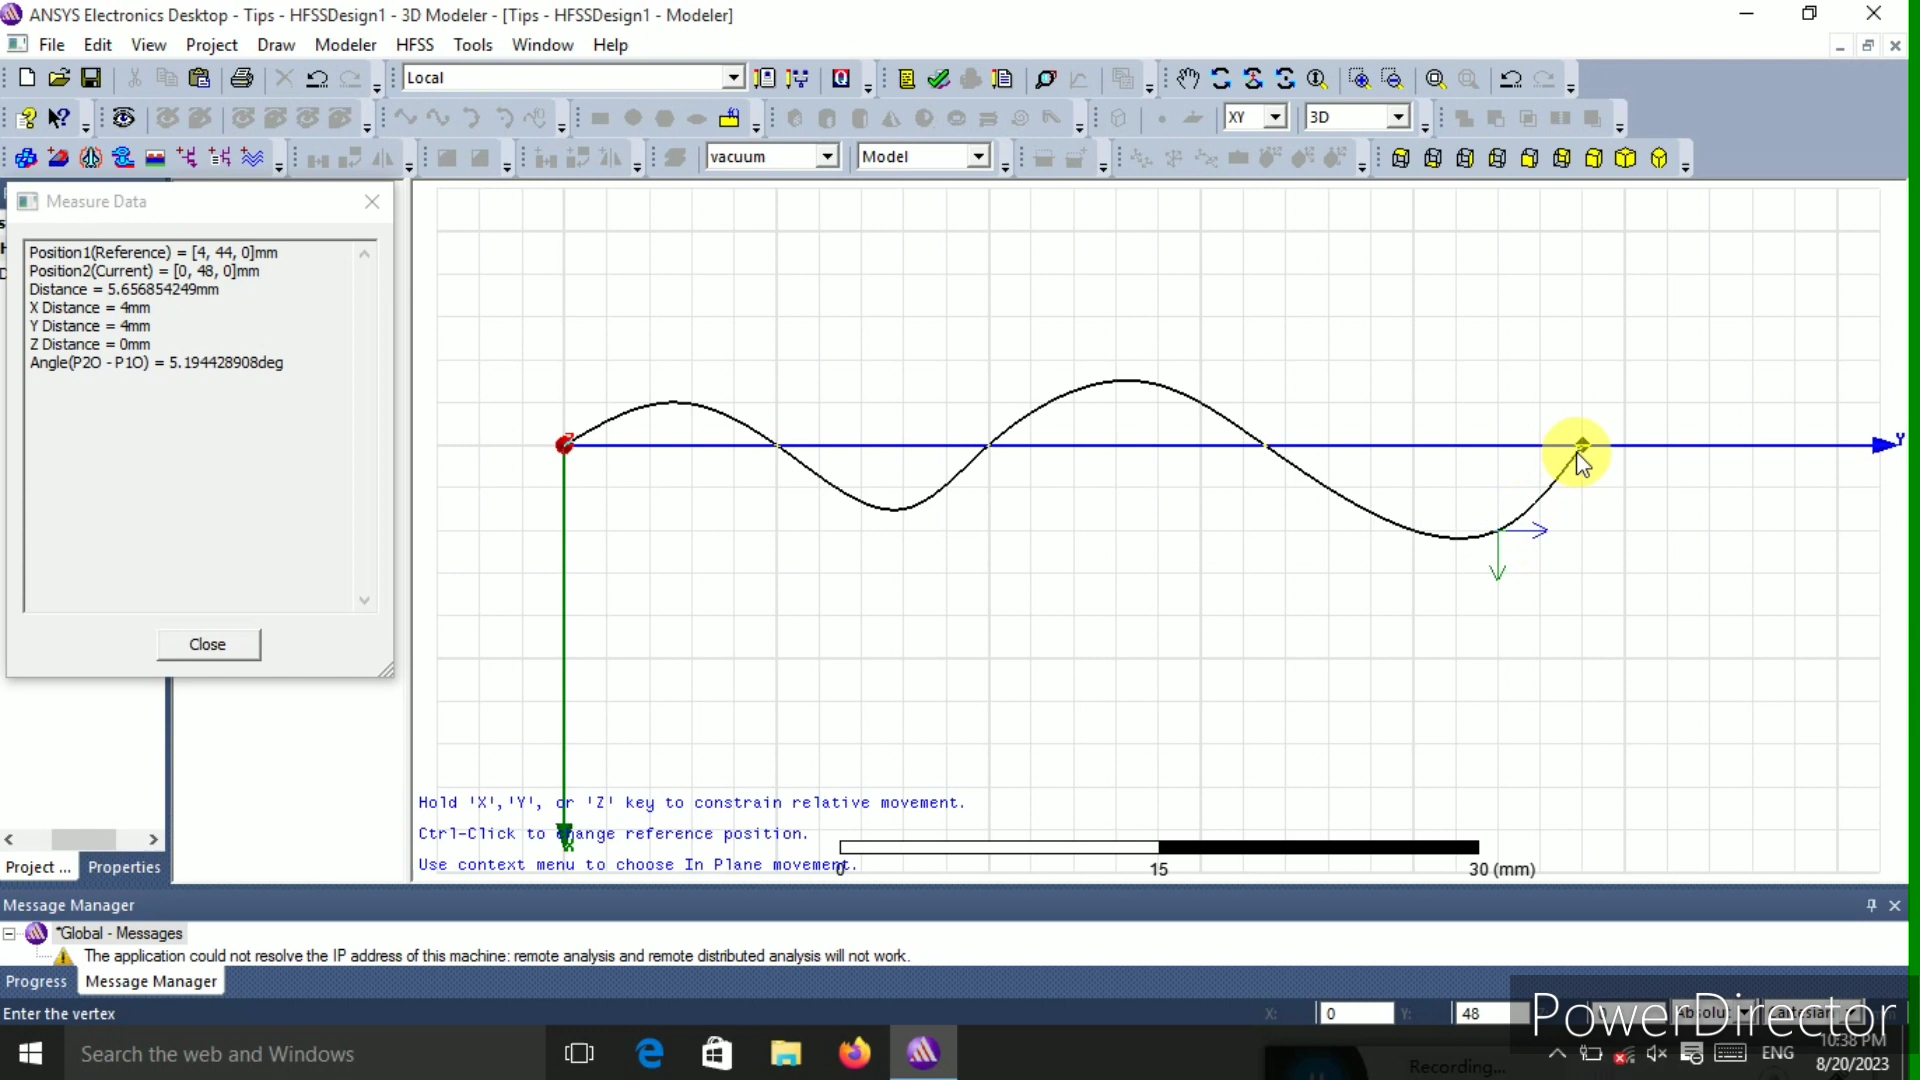 ANSYS Electronics Desktop - Tips - HFSSDesign1 - 3D Modeler - [Tips - HFSSDesign1 - Modeler]
File Edit View Project Draw Modeler HFSS Tools Window Help
Local
XY 3D
vacuum Model
Measure Data
Position1(Reference) = [4, 44, 0]mm
Position2(Current) = [0, 48, 0]mm
Distance = 5.656854249mm
X Distance = 4mm
Y Distance = 4mm
Z Distance = 0mm
Angle(P2O - P1O) = 5.194428908deg
Close
Y
X
Hold 'X','Y', or 'Z' key to constrain relative movement.
Ctrl-Click to change reference position.
Use context menu to choose In Plane movement.
0 15 30 (mm)
Project ... Properties
Message Manager
*Global - Messages
The application could not resolve the IP address of this machine: remote analysis and remote distributed analysis will not work.
Progress Message Manager
Enter the vertex
X: 0 Y: 48
PowerDirector
Search the web and Windows
Recording...
ENG
10:38 PM
8/20/2023